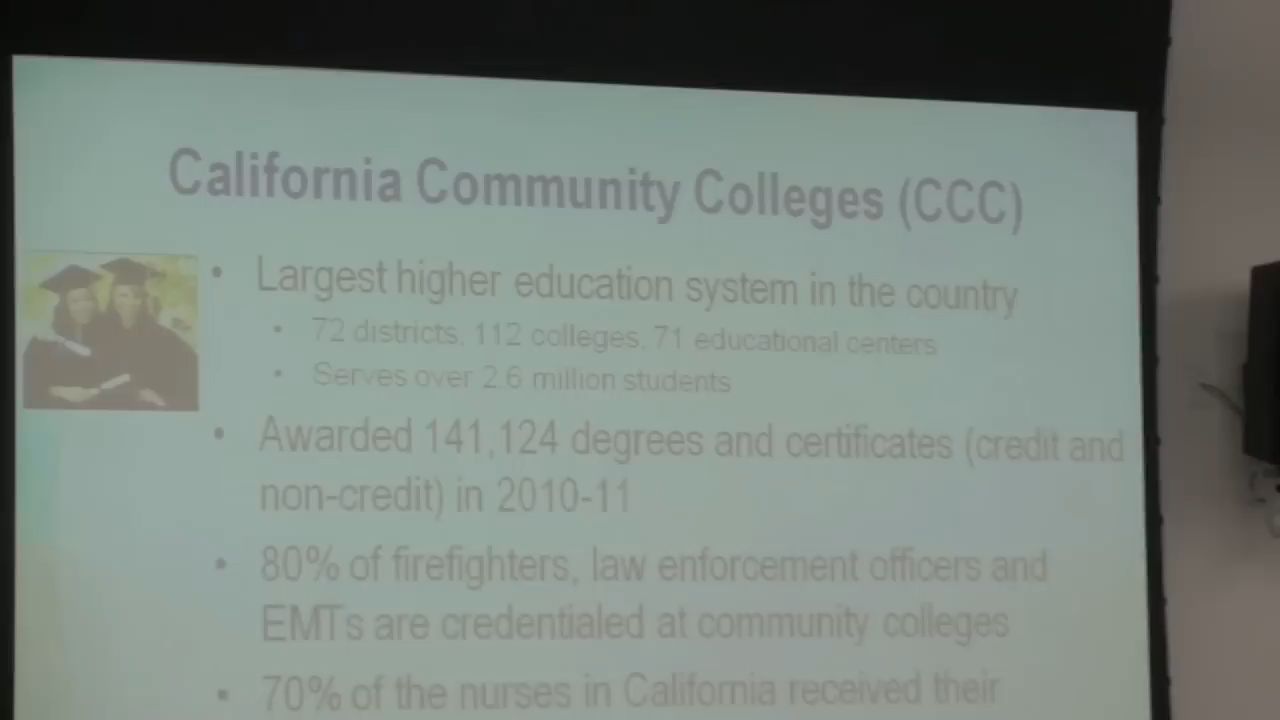 California Community Colleges (CCC)
• Largest higher education system in the country
• 72 districts, 112 colleges, 71 educational centers
• Serves over 2.6 million students
• Awarded 141,124 degrees and certificates (credit and
non-credit) in 2010-11
• 80% of firefighters, law enforcement officers and
EMTs are credentialed at community colleges
• 70% of the nurses in California received their